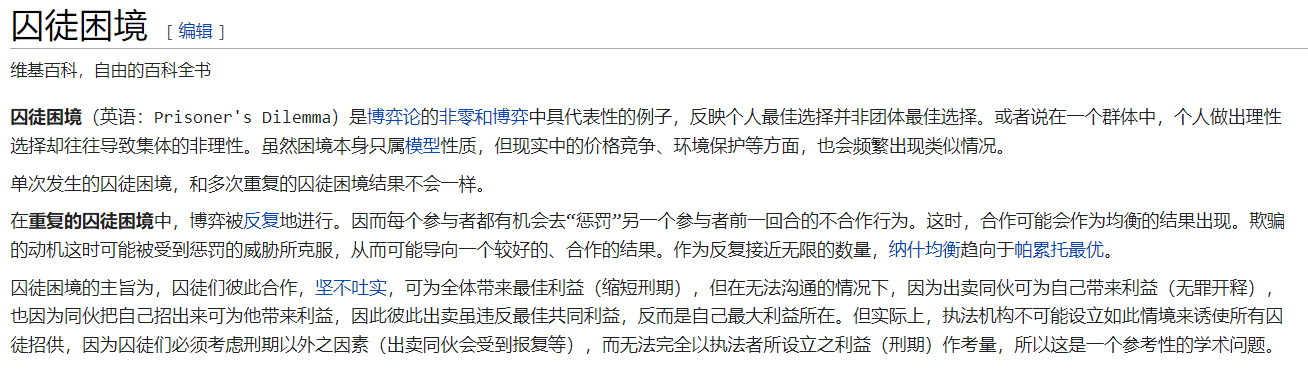 囚徒困境 [ 编辑 ]
维基百科，自由的百科全书
囚徒困境（英语：Prisoner's Dilemma）是博弈论的非零和博弈中具代表性的例子，反映个人最佳选择并非团体最佳选择。或者说在一个群体中，个人做出理性
选择却往往导致集体的非理性。虽然困境本身只属模型性质，但现实中的价格竞争、环境保护等方面，也会频繁出现类似情况。
单次发生的囚徒困境，和多次重复的囚徒困境结果不会一样。
在重复的囚徒困境中，博弈被反复地进行。因而每个参与者都有机会去“惩罚”另一个参与者前一回合的不合作行为。这时，合作可能会作为均衡的结果出现。欺骗
的动机这时可能被受到惩罚的威胁所克服，从而可能导向一个较好的、合作的结果。作为反复接近无限的数量，纳什均衡趋向于帕累托最优。
囚徒困境的主旨为，囚徒们彼此合作，坚不吐实，可为全体带来最佳利益（缩短刑期），但在无法沟通的情况下，因为出卖同伙可为自己带来利益（无罪开释），
也因为同伙把自己招出来可为他带来利益，因此彼此出卖虽违反最佳共同利益，反而是自己最大利益所在。但实际上，执法机构不可能设立如此情境来诱使所有囚
徒招供，因为囚徒们必须考虑刑期以外之因素（出卖同伙会受到报复等），而无法完全以执法者所设立之利益（刑期）作考量，所以这是一个参考性的学术问题。